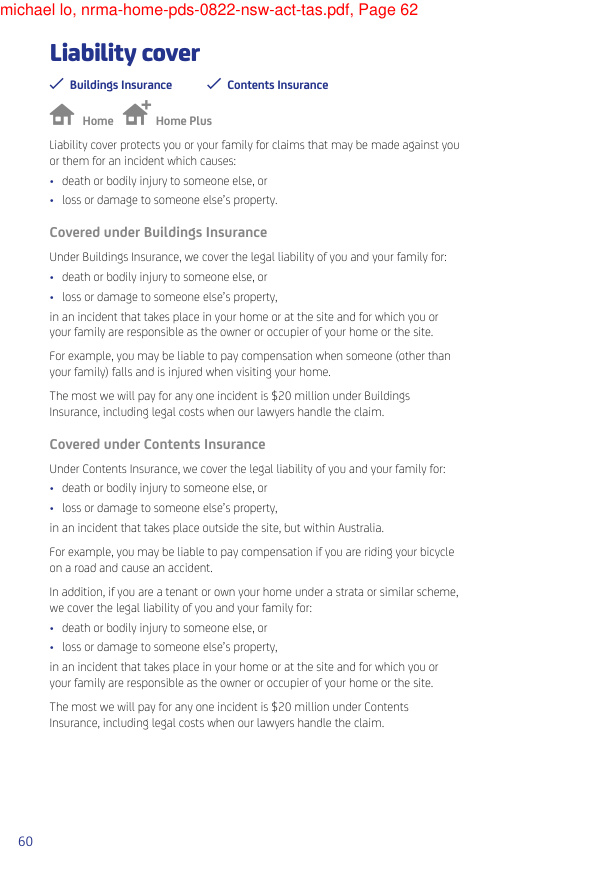 michael lo, nrma-home-pds-0822-nsw-act-tas.pdf, Page 62
Liability cover
Buildings Insurance Contents Insurance
Home Home Plus
Liability cover protects you or your family for claims that may be made against you
or them for an incident which causes:
• death or bodily injury to someone else, or
• loss or damage to someone else's property.
Covered under Buildings Insurance
Under Buildings Insurance, we cover the legal liability of you and your family for:
• death or bodily injury to someone else, or
• loss or damage to someone else's property,
in an incident that takes place in your home or at the site and for which you or
your family are responsible as the owner or occupier of your home or the site.
For example, you may be liable to pay compensation when someone (other than
your family) falls and is injured when visiting your home.
The most we will pay for any one incident is $20 million under Buildings
Insurance, including legal costs when our lawyers handle the claim.
Covered under Contents Insurance
Under Contents Insurance, we cover the legal liability of you and your family for:
• death or bodily injury to someone else, or
• loss or damage to someone else's property,
in an incident that takes place outside the site, but within Australia.
For example, you may be liable to pay compensation if you are riding your bicycle
on a road and cause an accident.
In addition, if you are a tenant or own your home under a strata or similar scheme,
we cover the legal liability of you and your family for:
• death or bodily injury to someone else, or
• loss or damage to someone else's property,
in an incident that takes place in your home or at the site and for which you or
your family are responsible as the owner or occupier of your home or the site.
The most we will pay for any one incident is $20 million under Contents
Insurance, including legal costs when our lawyers handle the claim.
60